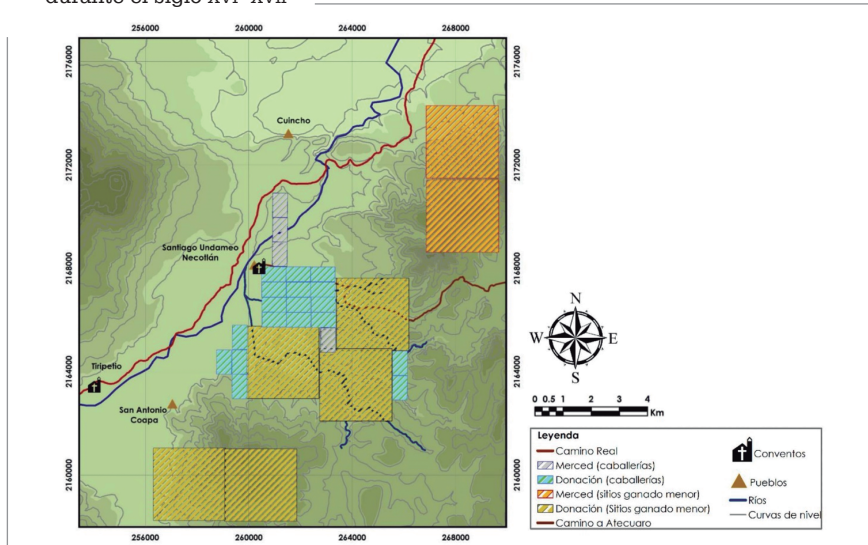 durante el siglo XVI-XVII
256000 260000 264000 268000
2176000 2176000
Cuincho
2172000 2172000
Santiago Undameo
Necotlán
2168000 2168000
Tiripetio
2164000 2164000
San Antonio
Coapa
2160000 2160000
256000 260000 264000 268000
N
W E
S
0 0.5 1 2 3 4
Km
Leyenda
Camino Real
Merced (caballerías)
Donación (caballerías)
Merced (sitios ganado menor)
Donación (Sitios ganado menor)
Camino a Atecuaro
Conventos
Pueblos
Ríos
Curvas de nivel